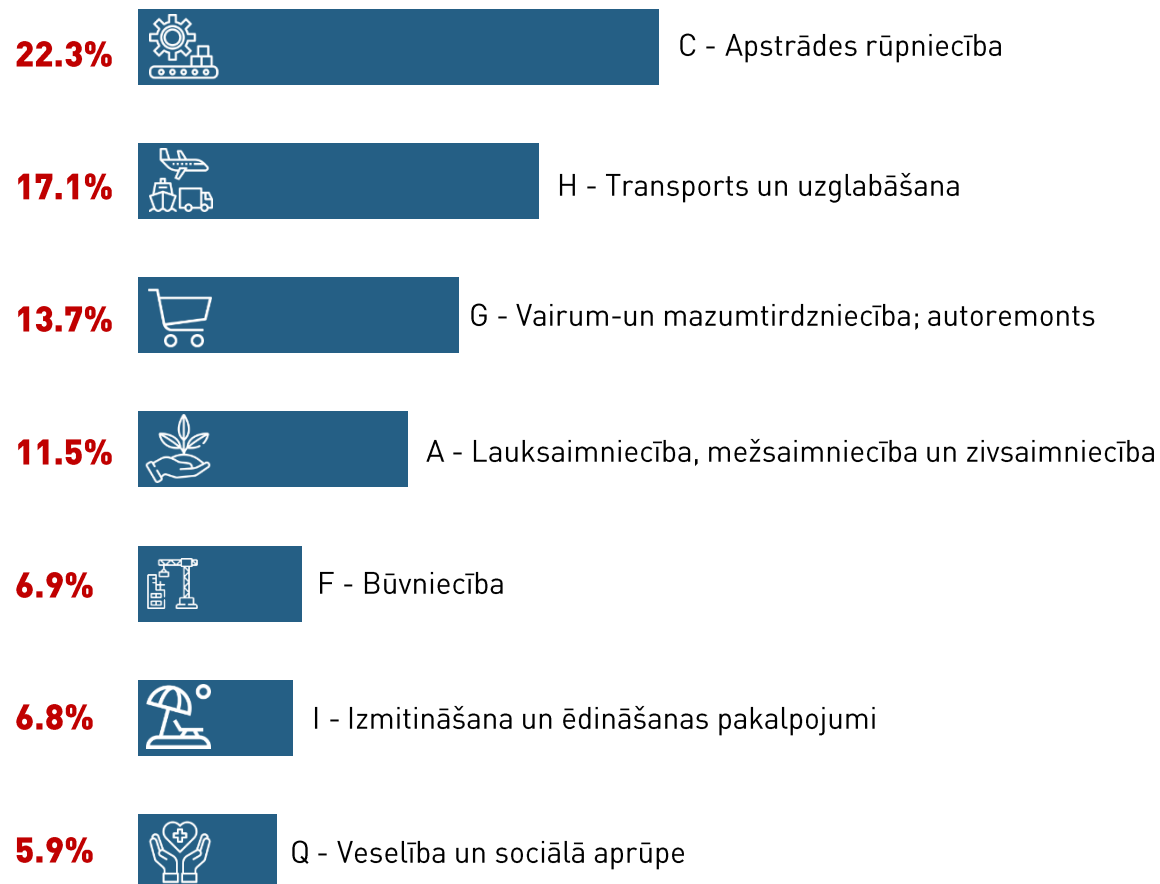 22.3%
C - Apstrādes rūpniecība
17.1%
H - Transports un uzglabāšana
13.7%
G - Vairum-un mazumtirdzniecība; autoremonts
11.5%
A - Lauksaimniecība, mežsaimniecība un zivsaimniecība
6.9%
F - Būvniecība
6.8%
I - Izmitināšana un ēdināšanas pakalpojumi
5.9%
Q - Veselība un sociālā aprūpe